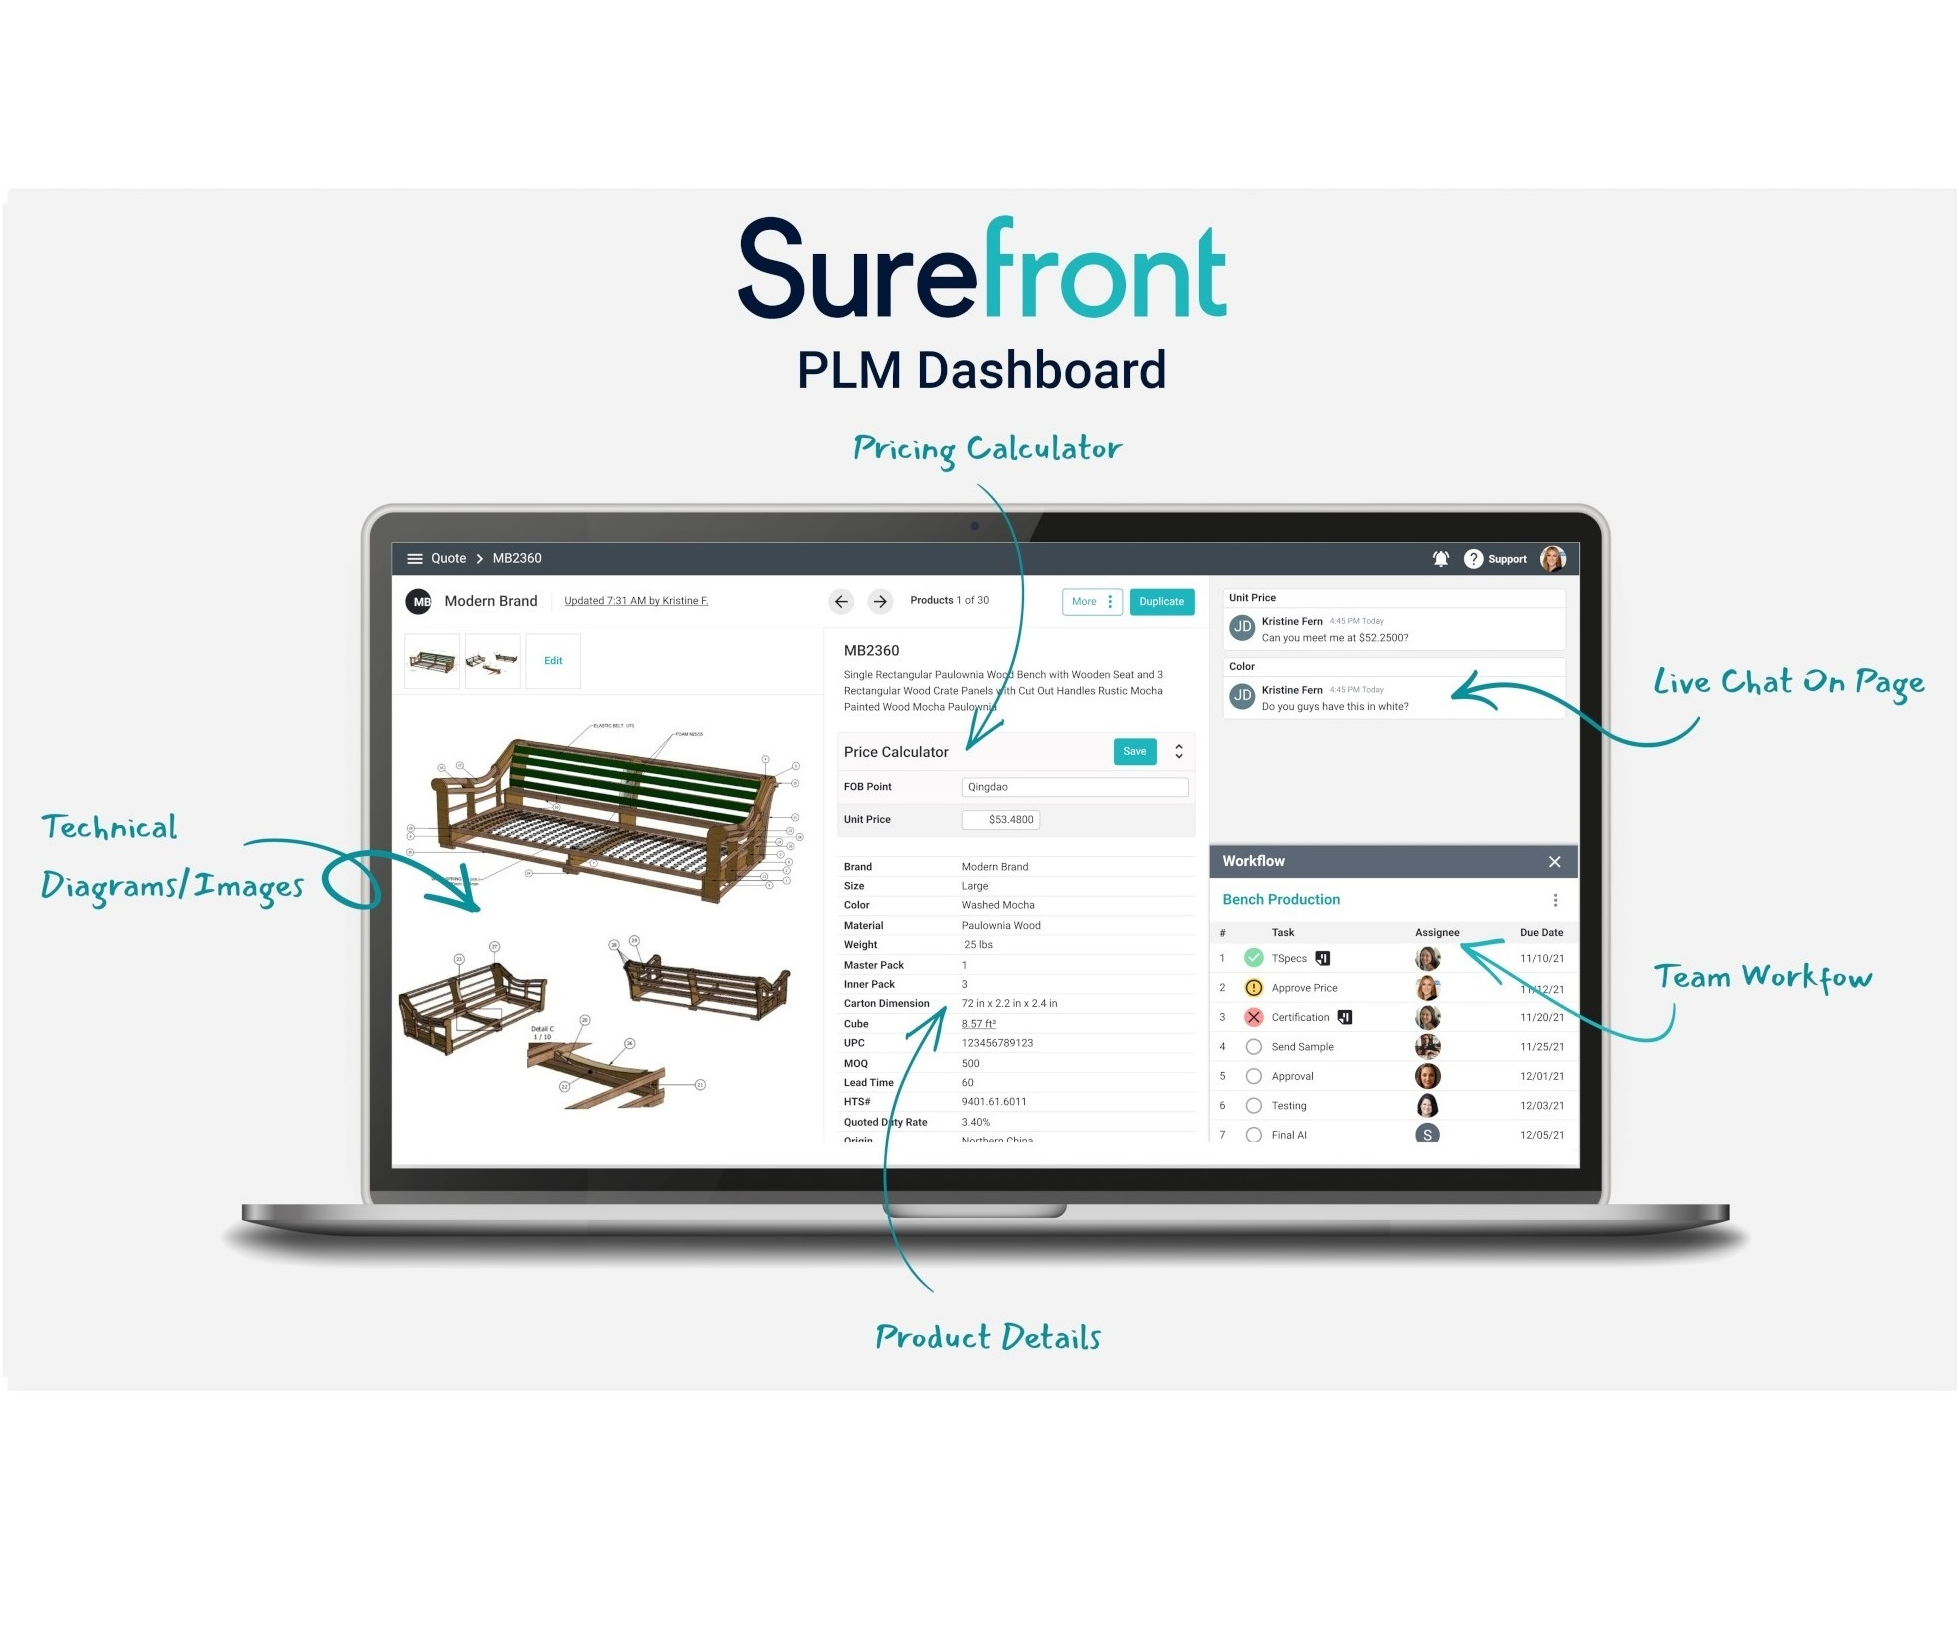 Surefront
PLM Dashboard
Pricing Calculator
Quote > MB2360
? Support
MB Modern Brand Updated 7:31 AM by Kristine F.
Products 1 of 30
More Duplicate
Edit
ELASTIC BELT
Detail C
1 / 10
MB2360
Single Rectangular Paulownia Wood Bench with Wooden Seat and 3
Rectangular Wood Crate Panels with Cut Out Handles Rustic Mocha
Painted Wood Mocha Paulownia
Price Calculator Save
FOB Point Qingdao
Unit Price $53.4800
Brand Modern Brand
Size Large
Color Washed Mocha
Material Paulownia Wood
Weight 25 lbs
Master Pack 1
Inner Pack 3
Carton Dimension 72 in x 2.2 in x 2.4 in
Cube 8.57 ft³
UPC 123456789123
MOQ 500
Lead Time 60
HTS# 9401.61.6011
Quoted Duty Rate 3.40%
Origin Northern China
Unit Price
JD Kristine Fern 4:45 PM Today
Can you meet me at $52.2500?
Color
JD Kristine Fern 4:45 PM Today
Do you guys have this in white?
Workflow
Bench Production
# Task Assignee Due Date
1 TSpecs 11/10/21
2 Approve Price 11/12/21
3 Certification 11/20/21
4 Send Sample 11/25/21
5 Approval 12/01/21
6 Testing 12/03/21
7 Final AI S 12/05/21
Live Chat On Page
Technical
Diagrams/Images
Team Workfow
Product Details